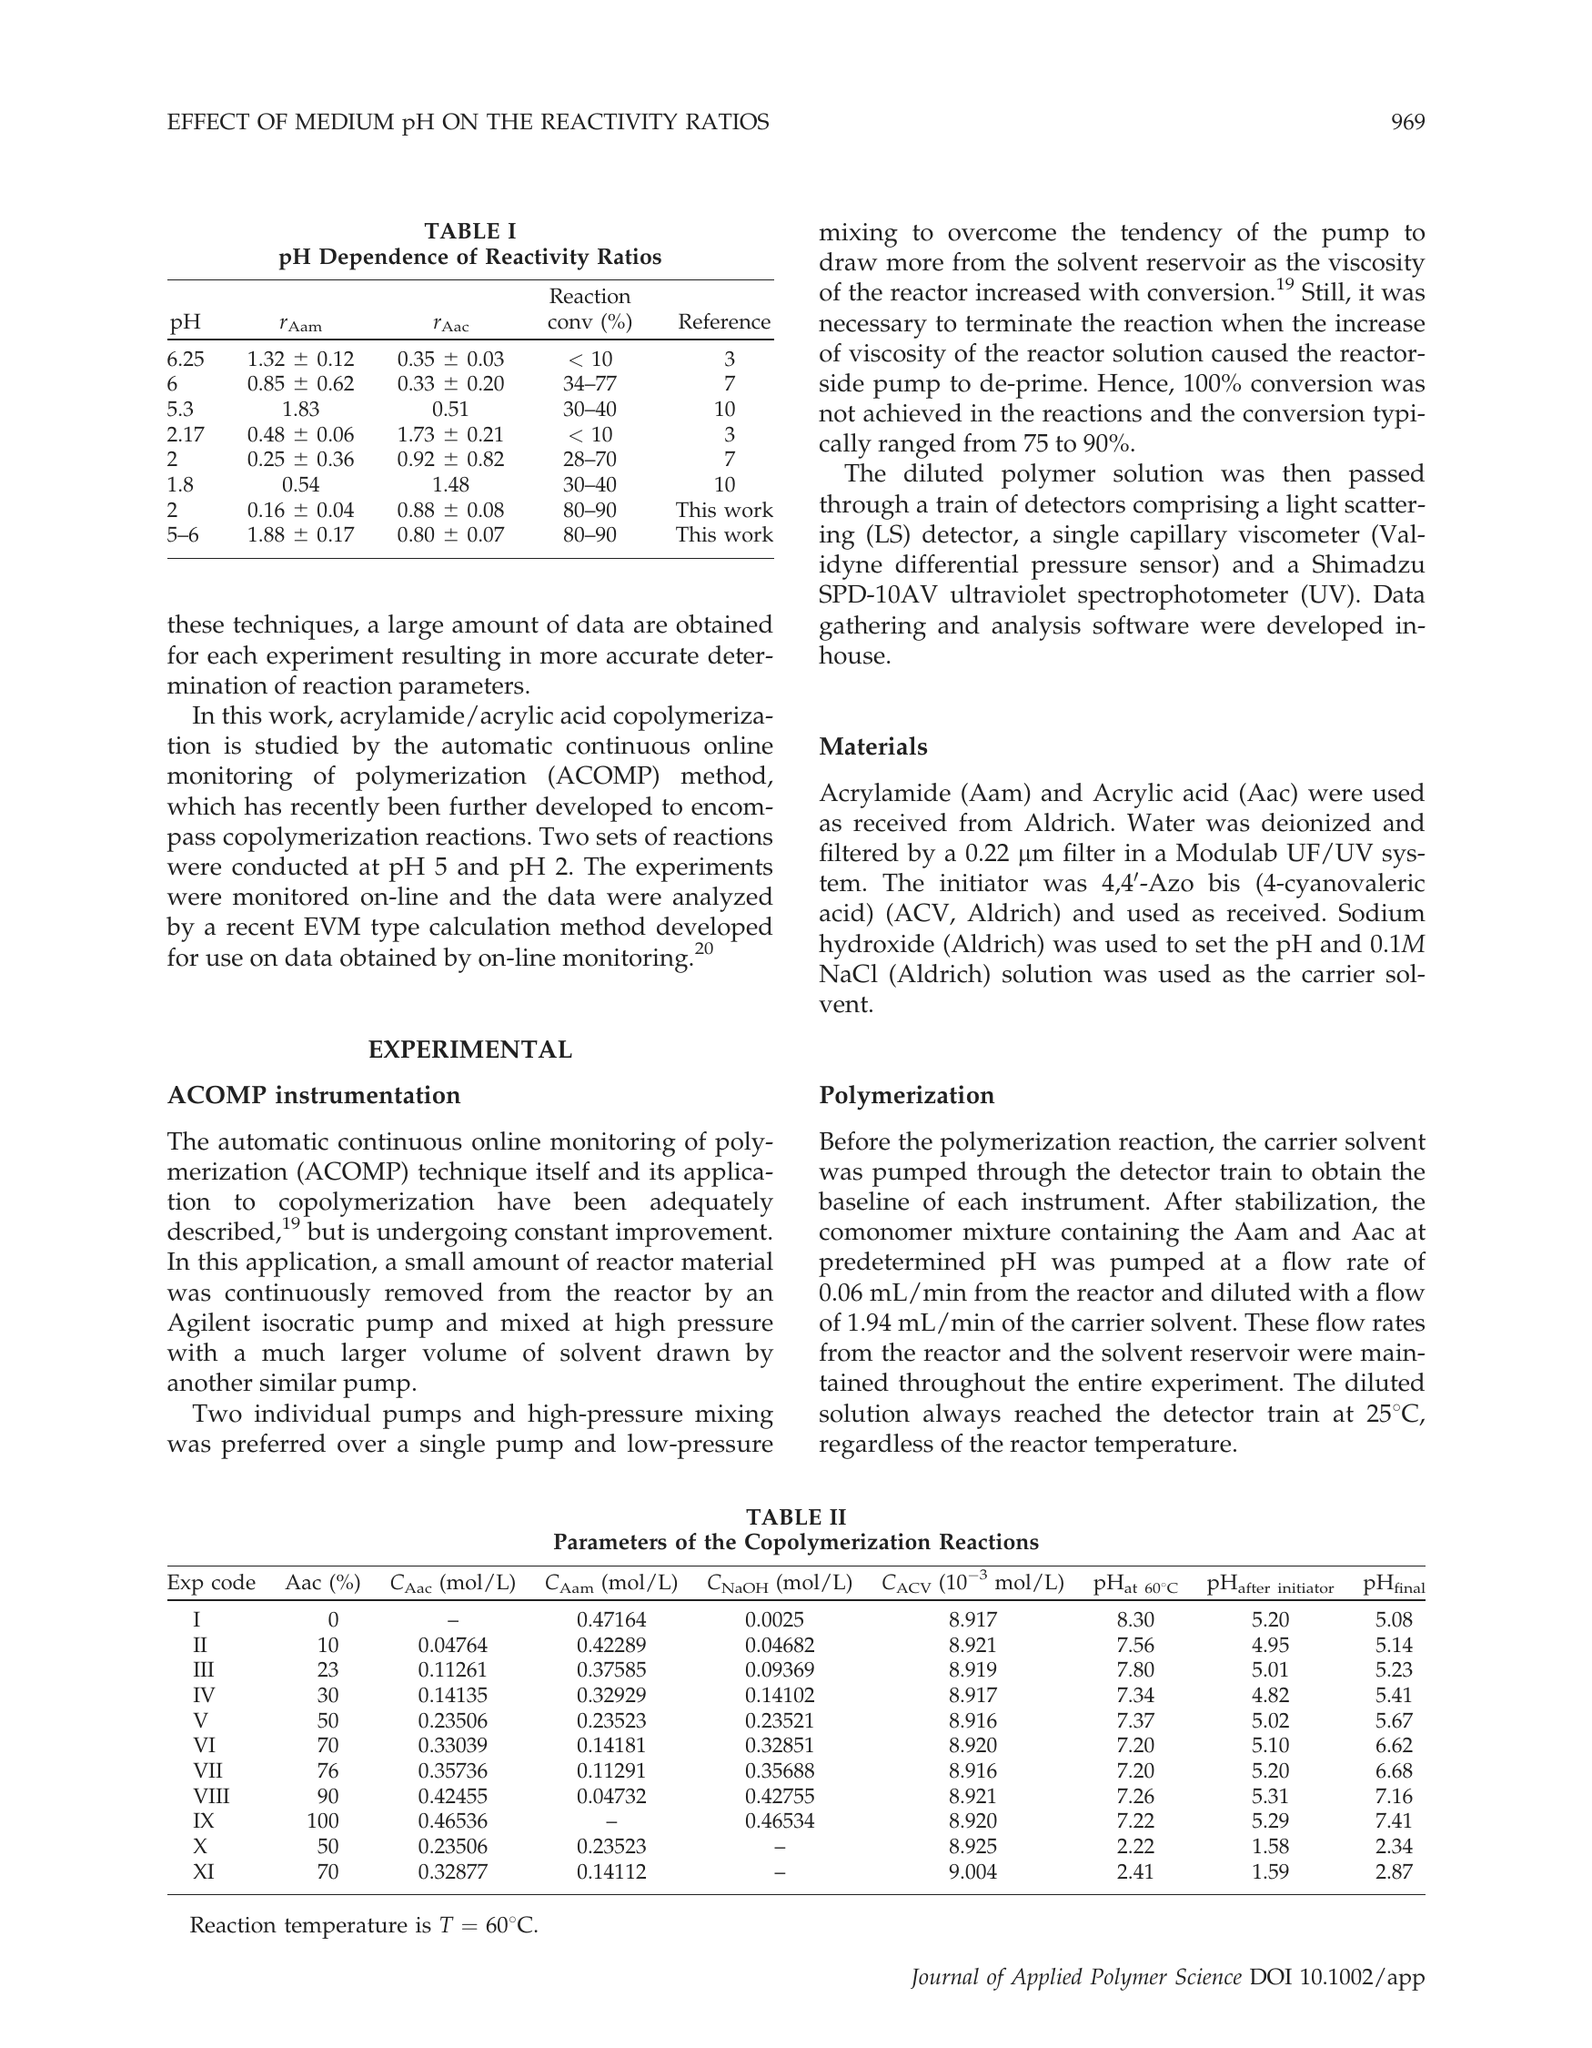 EFFECT OF MEDIUM pH ON THE REACTIVITY RATIOS 969
TABLE I
pH Dependence of Reactivity Ratios
pH rAam rAac Reaction conv (%) Reference
6.25 1.32 ± 0.12 0.35 ± 0.03 < 10 3
6 0.85 ± 0.62 0.33 ± 0.20 34–77 7
5.3 1.83 0.51 30–40 10
2.17 0.48 ± 0.06 1.73 ± 0.21 < 10 3
2 0.25 ± 0.36 0.92 ± 0.82 28–70 7
1.8 0.54 1.48 30–40 10
2 0.16 ± 0.04 0.88 ± 0.08 80–90 This work
5–6 1.88 ± 0.17 0.80 ± 0.07 80–90 This work
these techniques, a large amount of data are obtained
for each experiment resulting in more accurate deter-
mination of reaction parameters.
In this work, acrylamide/acrylic acid copolymeriza-
tion is studied by the automatic continuous online
monitoring of polymerization (ACOMP) method,
which has recently been further developed to encom-
pass copolymerization reactions. Two sets of reactions
were conducted at pH 5 and pH 2. The experiments
were monitored on-line and the data were analyzed
by a recent EVM type calculation method developed
for use on data obtained by on-line monitoring.20
EXPERIMENTAL
ACOMP instrumentation
The automatic continuous online monitoring of poly-
merization (ACOMP) technique itself and its applica-
tion to copolymerization have been adequately
described,19 but is undergoing constant improvement.
In this application, a small amount of reactor material
was continuously removed from the reactor by an
Agilent isocratic pump and mixed at high pressure
with a much larger volume of solvent drawn by
another similar pump.
Two individual pumps and high-pressure mixing
was preferred over a single pump and low-pressure
mixing to overcome the tendency of the pump to
draw more from the solvent reservoir as the viscosity
of the reactor increased with conversion.19 Still, it was
necessary to terminate the reaction when the increase
of viscosity of the reactor solution caused the reactor-
side pump to de-prime. Hence, 100% conversion was
not achieved in the reactions and the conversion typi-
cally ranged from 75 to 90%.
The diluted polymer solution was then passed
through a train of detectors comprising a light scatter-
ing (LS) detector, a single capillary viscometer (Val-
idyne differential pressure sensor) and a Shimadzu
SPD-10AV ultraviolet spectrophotometer (UV). Data
gathering and analysis software were developed in-
house.
Materials
Acrylamide (Aam) and Acrylic acid (Aac) were used
as received from Aldrich. Water was deionized and
filtered by a 0.22 μm filter in a Modulab UF/UV sys-
tem. The initiator was 4,4′-Azo bis (4-cyanovaleric
acid) (ACV, Aldrich) and used as received. Sodium
hydroxide (Aldrich) was used to set the pH and 0.1M
NaCl (Aldrich) solution was used as the carrier sol-
vent.
Polymerization
Before the polymerization reaction, the carrier solvent
was pumped through the detector train to obtain the
baseline of each instrument. After stabilization, the
comonomer mixture containing the Aam and Aac at
predetermined pH was pumped at a flow rate of
0.06 mL/min from the reactor and diluted with a flow
of 1.94 mL/min of the carrier solvent. These flow rates
from the reactor and the solvent reservoir were main-
tained throughout the entire experiment. The diluted
solution always reached the detector train at 25°C,
regardless of the reactor temperature.
TABLE II
Parameters of the Copolymerization Reactions
Exp code Aac (%) CAac (mol/L) CAam (mol/L) CNaOH (mol/L) CACV (10−3 mol/L) pHat 60°C pHafter initiator pHfinal
I 0 – 0.47164 0.0025 8.917 8.30 5.20 5.08
II 10 0.04764 0.42289 0.04682 8.921 7.56 4.95 5.14
III 23 0.11261 0.37585 0.09369 8.919 7.80 5.01 5.23
IV 30 0.14135 0.32929 0.14102 8.917 7.34 4.82 5.41
V 50 0.23506 0.23523 0.23521 8.916 7.37 5.02 5.67
VI 70 0.33039 0.14181 0.32851 8.920 7.20 5.10 6.62
VII 76 0.35736 0.11291 0.35688 8.916 7.20 5.20 6.68
VIII 90 0.42455 0.04732 0.42755 8.921 7.26 5.31 7.16
IX 100 0.46536 – 0.46534 8.920 7.22 5.29 7.41
X 50 0.23506 0.23523 – 8.925 2.22 1.58 2.34
XI 70 0.32877 0.14112 – 9.004 2.41 1.59 2.87
Reaction temperature is T = 60°C.
Journal of Applied Polymer Science DOI 10.1002/app